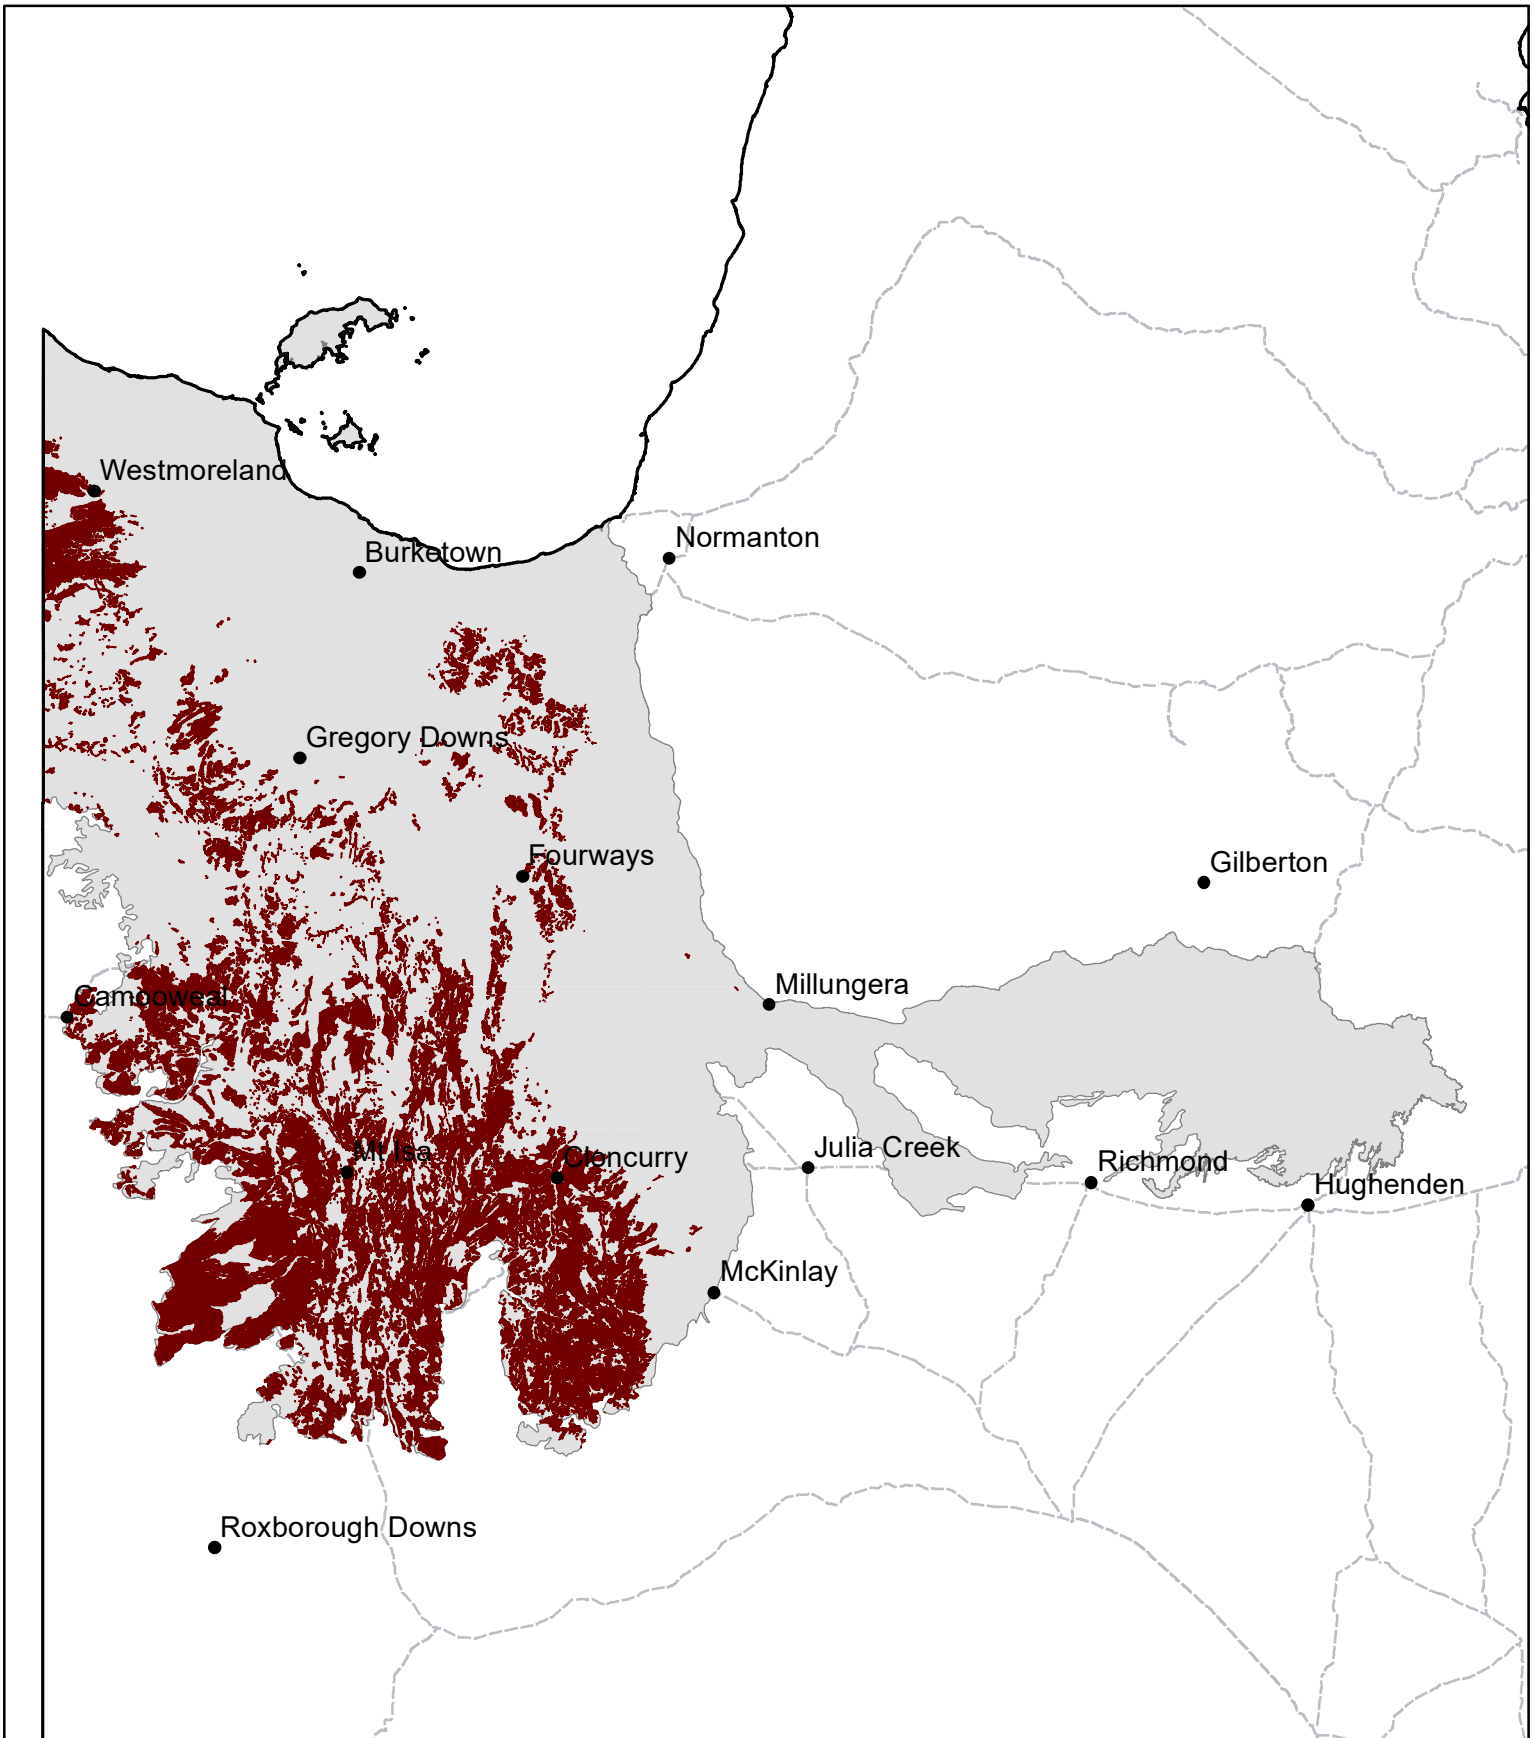 Westmoreland
Normanton
Burketown
Gregory Downs
Fourways
Gilberton
Millungera
Camooweal
Julia Creek
Mt Isa
Cloncurry
Richmond
Hughenden
McKinlay
Roxborough Downs